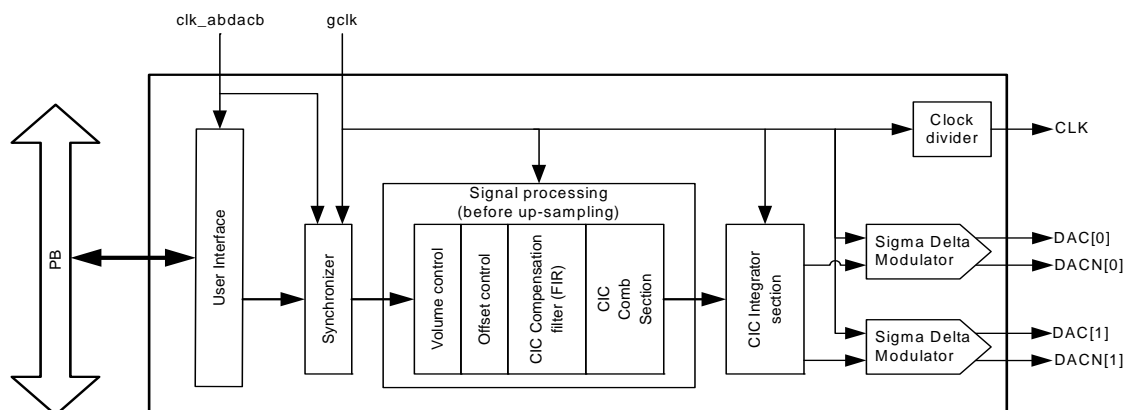 clk_abdacb
gclk
Clock
divider
CLK
Signal processing
(before up-sampling)
PB
User Interface
Synchronizer
Volume control
Offset control
CIC Compensation
filter (FIR)
CIC
Comb
Section
CIC Integrator
section
Sigma Delta
Modulator
DAC[0]
DACN[0]
Sigma Delta
Modulator
DAC[1]
DACN[1]